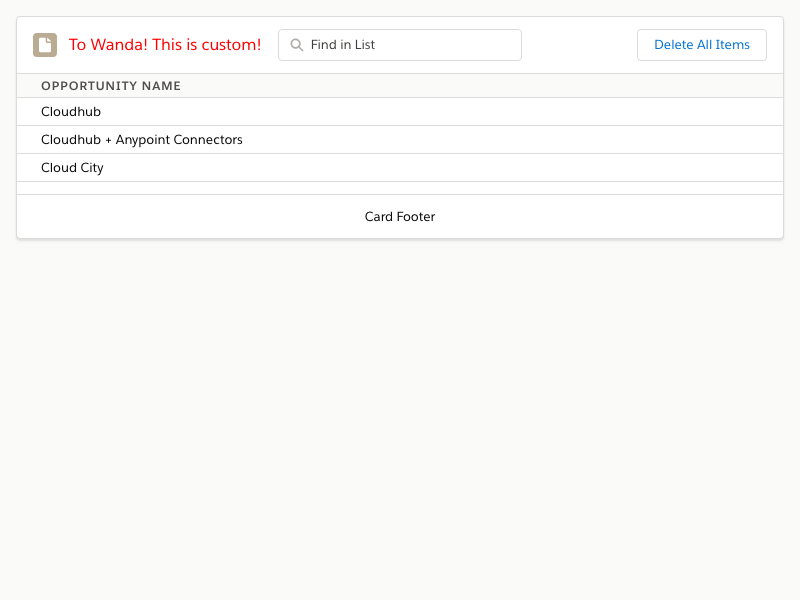 To Wanda! This is custom!
Find in List
Delete All Items
OPPORTUNITY NAME
Cloudhub
Cloudhub + Anypoint Connectors
Cloud City
Card Footer